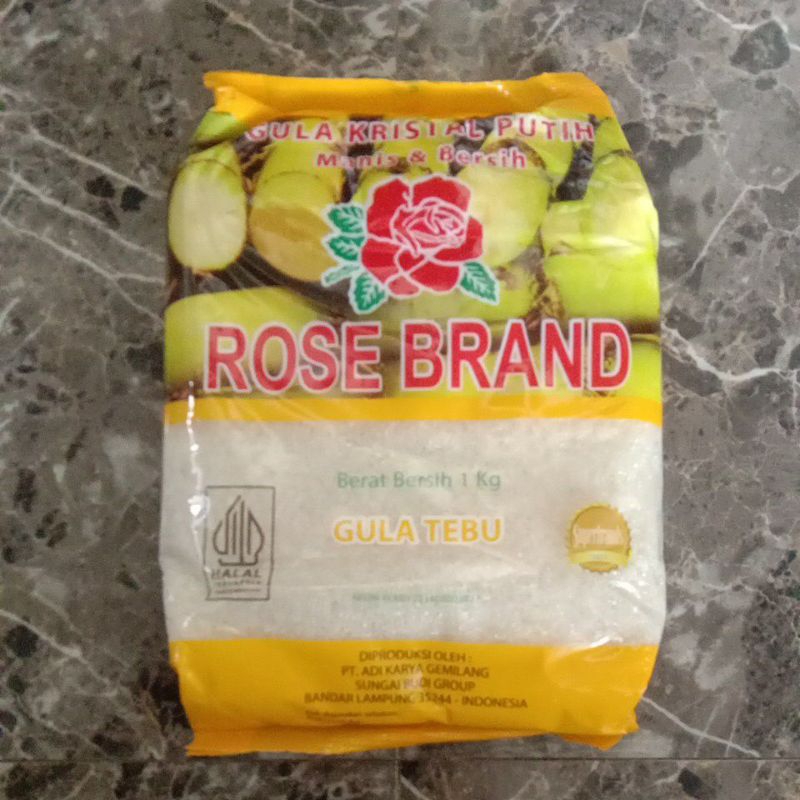 GULA KRISTAL PUTIH
Manis & Bersih
ROSE BRAND
Berat Bersih 1 Kg
GULA TEBU
HALAL
INDONESIA
DIPRODUKSI OLEH :
PT. ADI KARYA GEMILANG
SUNGAI BUDI GROUP
BANDAR LAMPUNG 35244 - INDONESIA